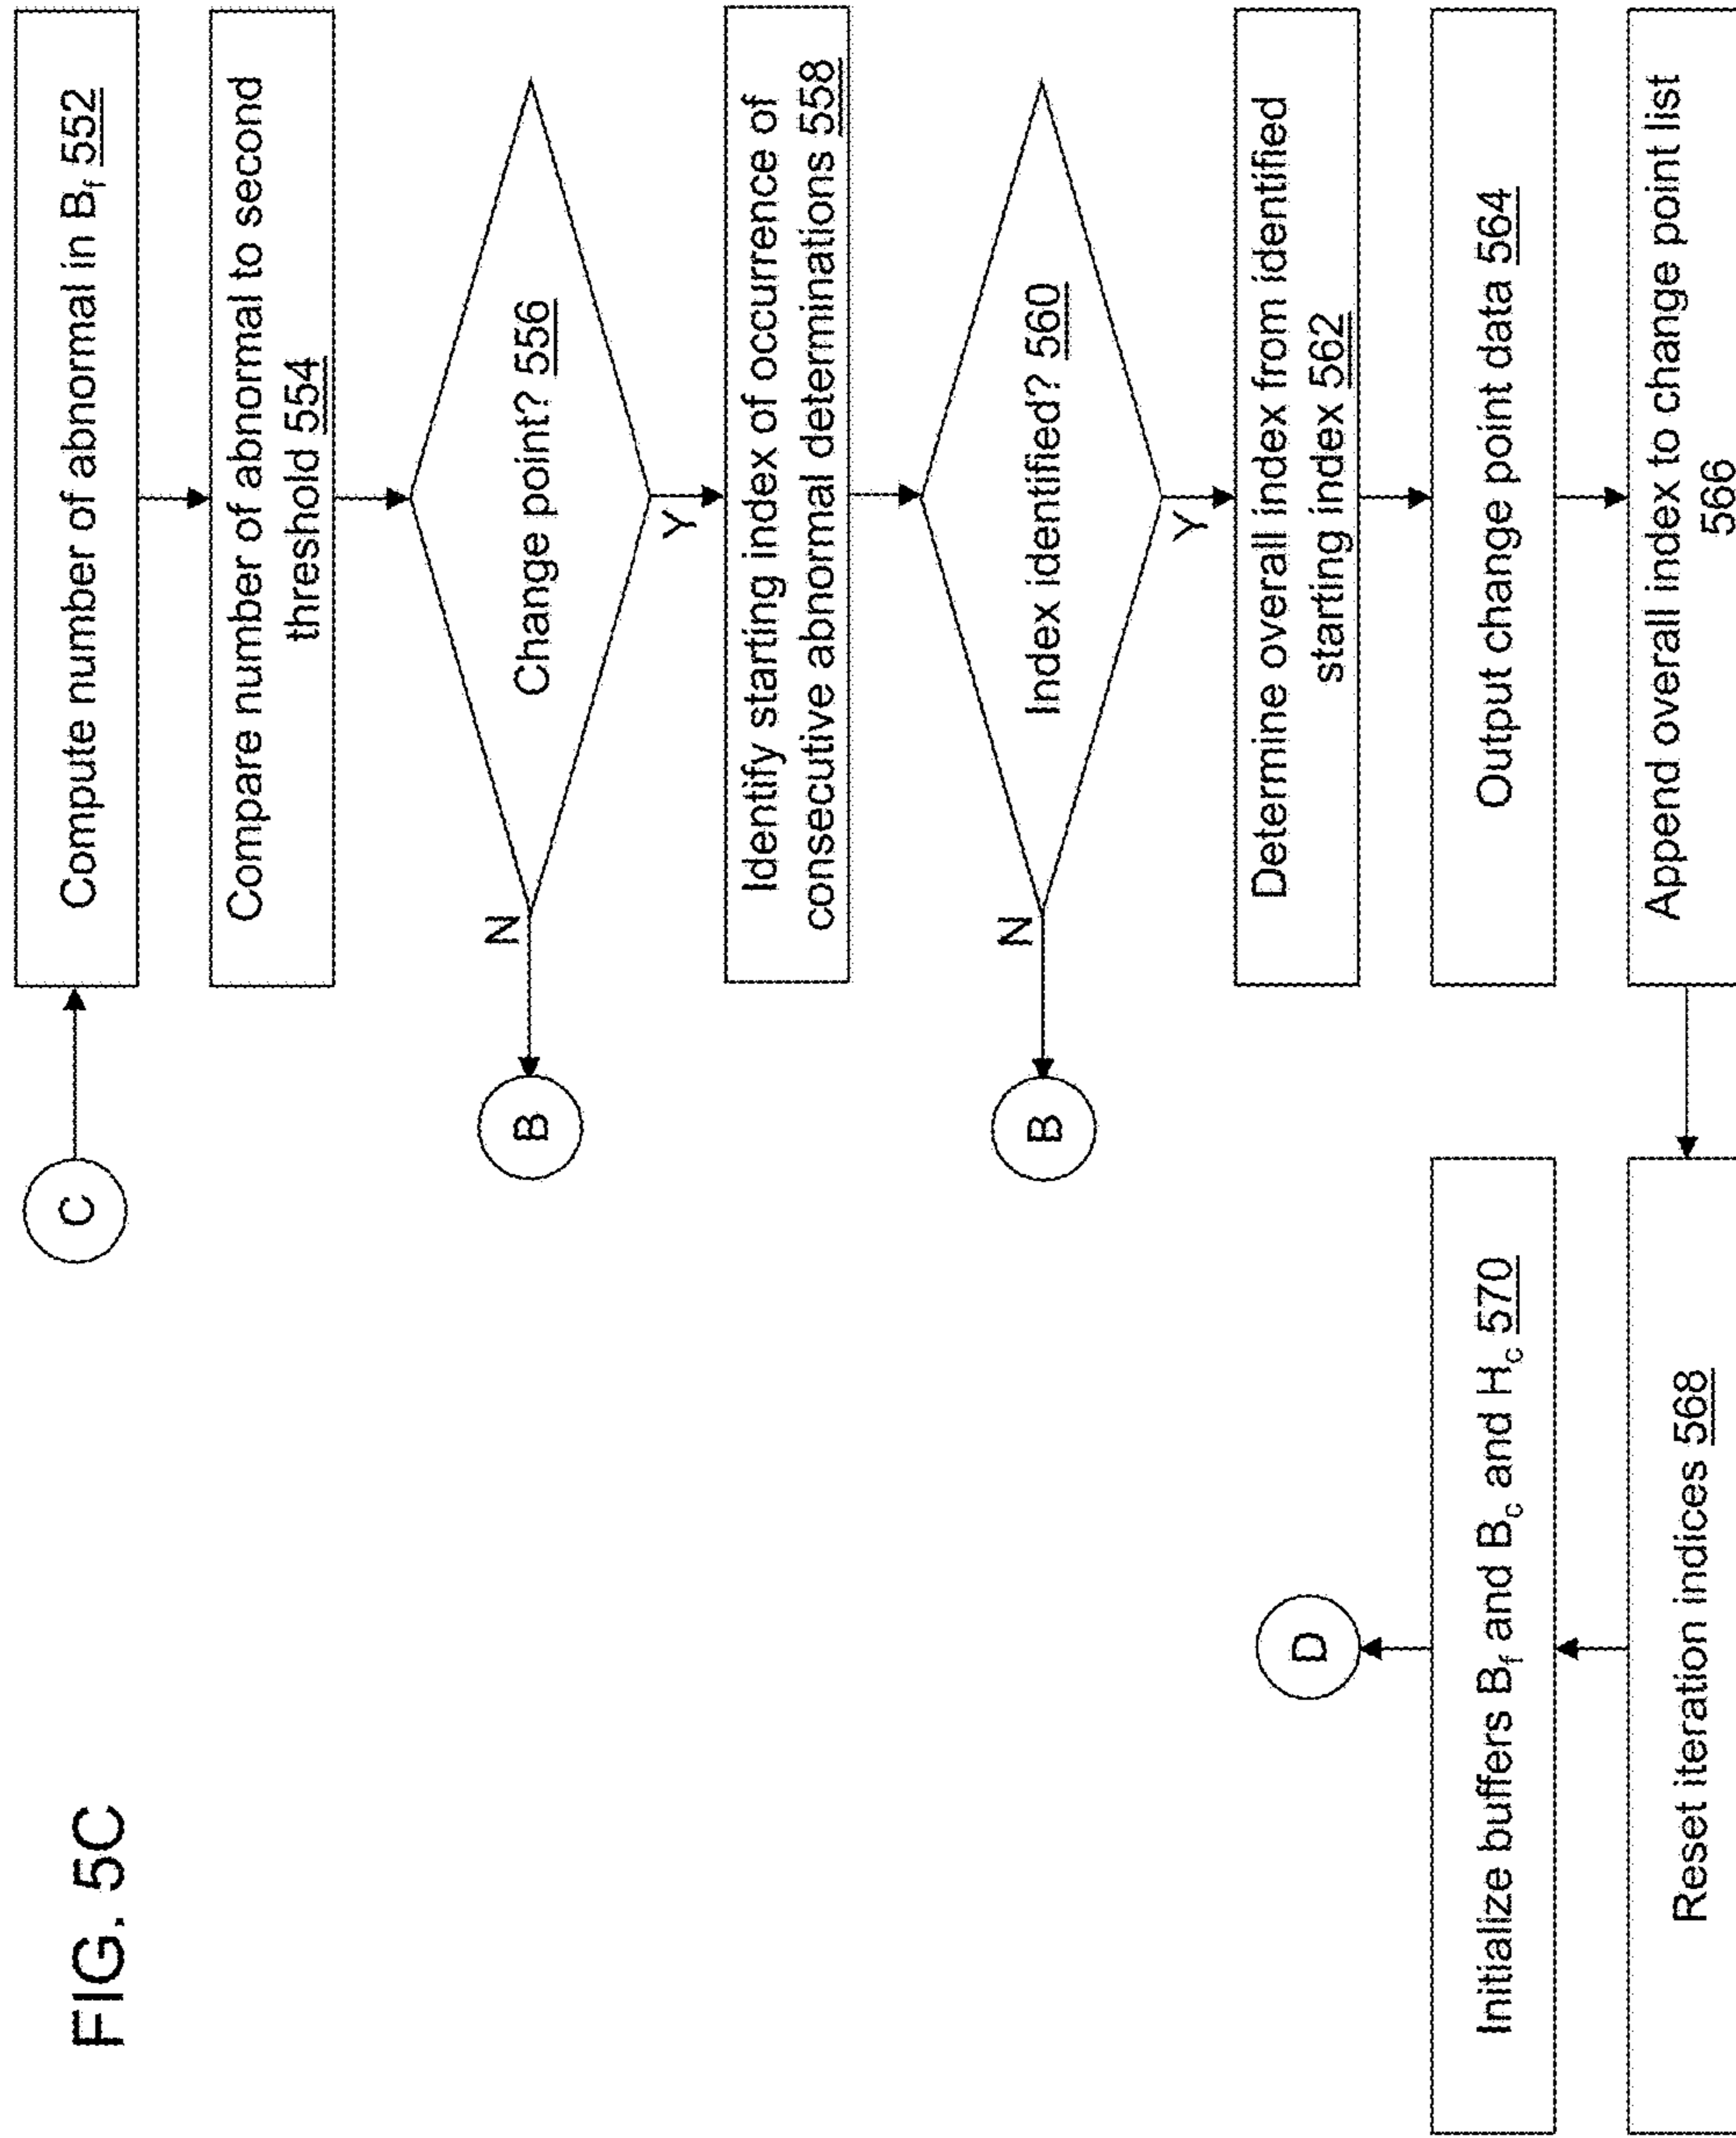 FIG. 5C
C
Compute number of abnormal in Bf 552
Compare number of abnormal to second
threshold 554
Change point? 556
N
B
Y
Identify starting index of occurrence of
consecutive abnormal determinations 558
Index identified? 560
N
B
Y
Determine overall index from identified
starting index 562
Output change point data 564
Append overall index to change point list
566
Reset iteration indices 568
Initialize buffers Bf and Bc and Hc 570
D